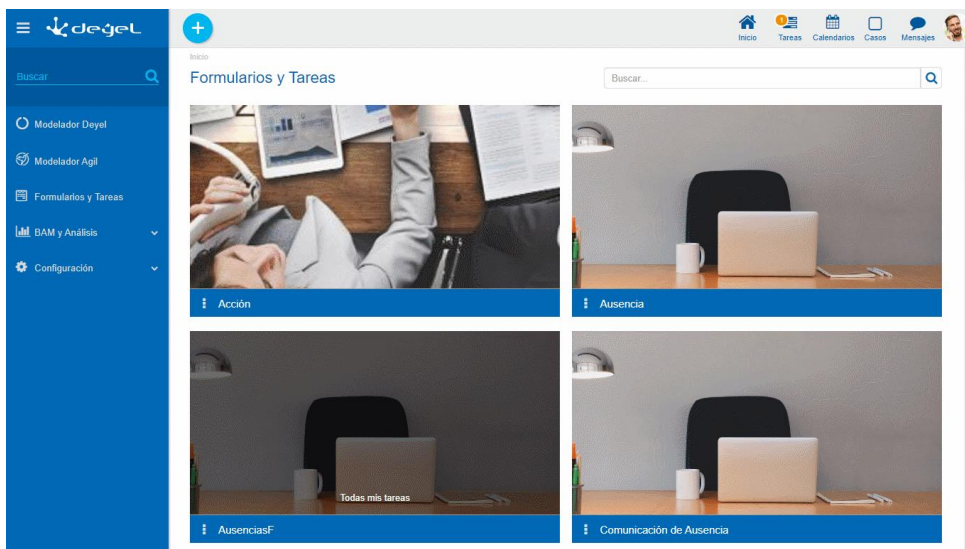 deyel
Inicio
1
Tareas
Calendarios
Casos
Mensajes
Buscar
Modelador Deyel
Modelador Agil
Formularios y Tareas
BAM y Análisis
Configuración
Inicio
Formularios y Tareas
Buscar...
Acción
Ausencia
Todas mis tareas
AusenciasF
Comunicación de Ausencia